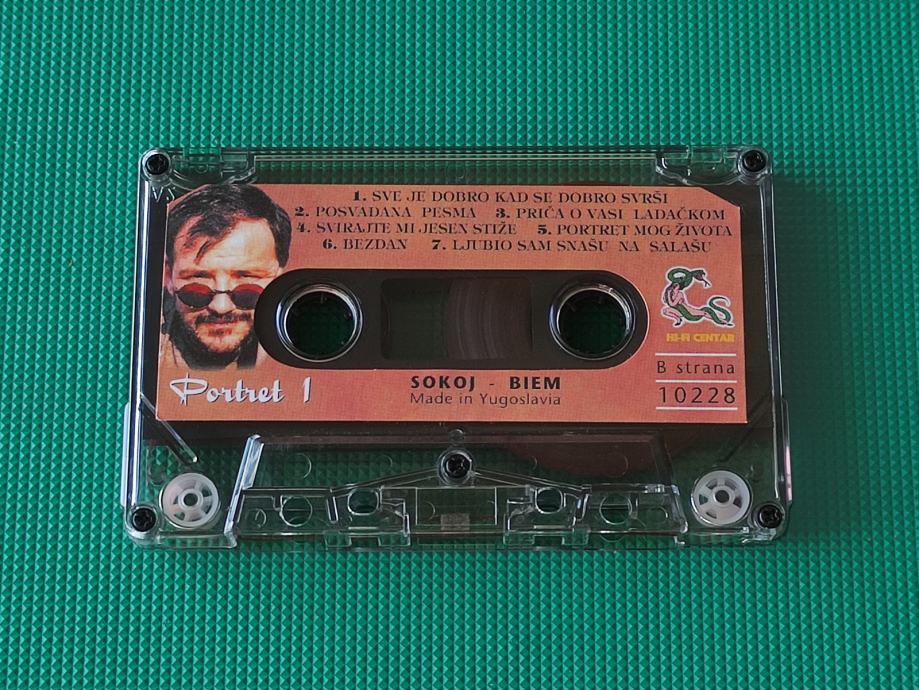 1. SVE JE DOBRO KAD SE DOBRO SVRŠI
2. POSVAĐANA PESMA 3. PRIČA O VASI LADAČKOM
4. SVIRAJTE MI JESEN STIŽE 5. PORTRET MOG ŽIVOTA
6. BEZDAN 7. LJUBIO SAM SNAŠU NA SALAŠU
HI-FI CENTAR
B strana
10228
Portret 1
SOKOJ - BIEM
Made in Yugoslavia